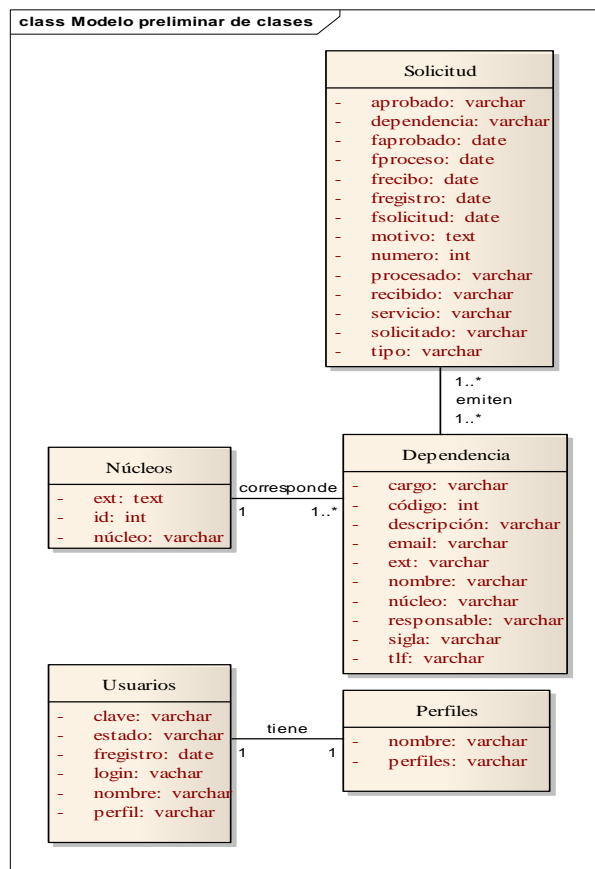 class Modelo preliminar de clases
Solicitud
- aprobado: varchar
- dependencia: varchar
- faprobado: date
- fproceso: date
- frecibo: date
- fregistro: date
- fsolicitud: date
- motivo: text
- numero: int
- procesado: varchar
- recibido: varchar
- servicio: varchar
- solicitado: varchar
- tipo: varchar
1..*
emiten
1..*
Núcleos
- ext: text
- id: int
- núcleo: varchar
corresponde
1 1..*
Dependencia
- cargo: varchar
- código: int
- descripción: varchar
- email: varchar
- ext: varchar
- nombre: varchar
- núcleo: varchar
- responsable: varchar
- sigla: varchar
- tlf: varchar
Usuarios
- clave: varchar
- estado: varchar
- fregistro: date
- login: vachar
- nombre: varchar
- perfil: varchar
tiene
1 1
Perfiles
- nombre: varchar
- perfiles: varchar